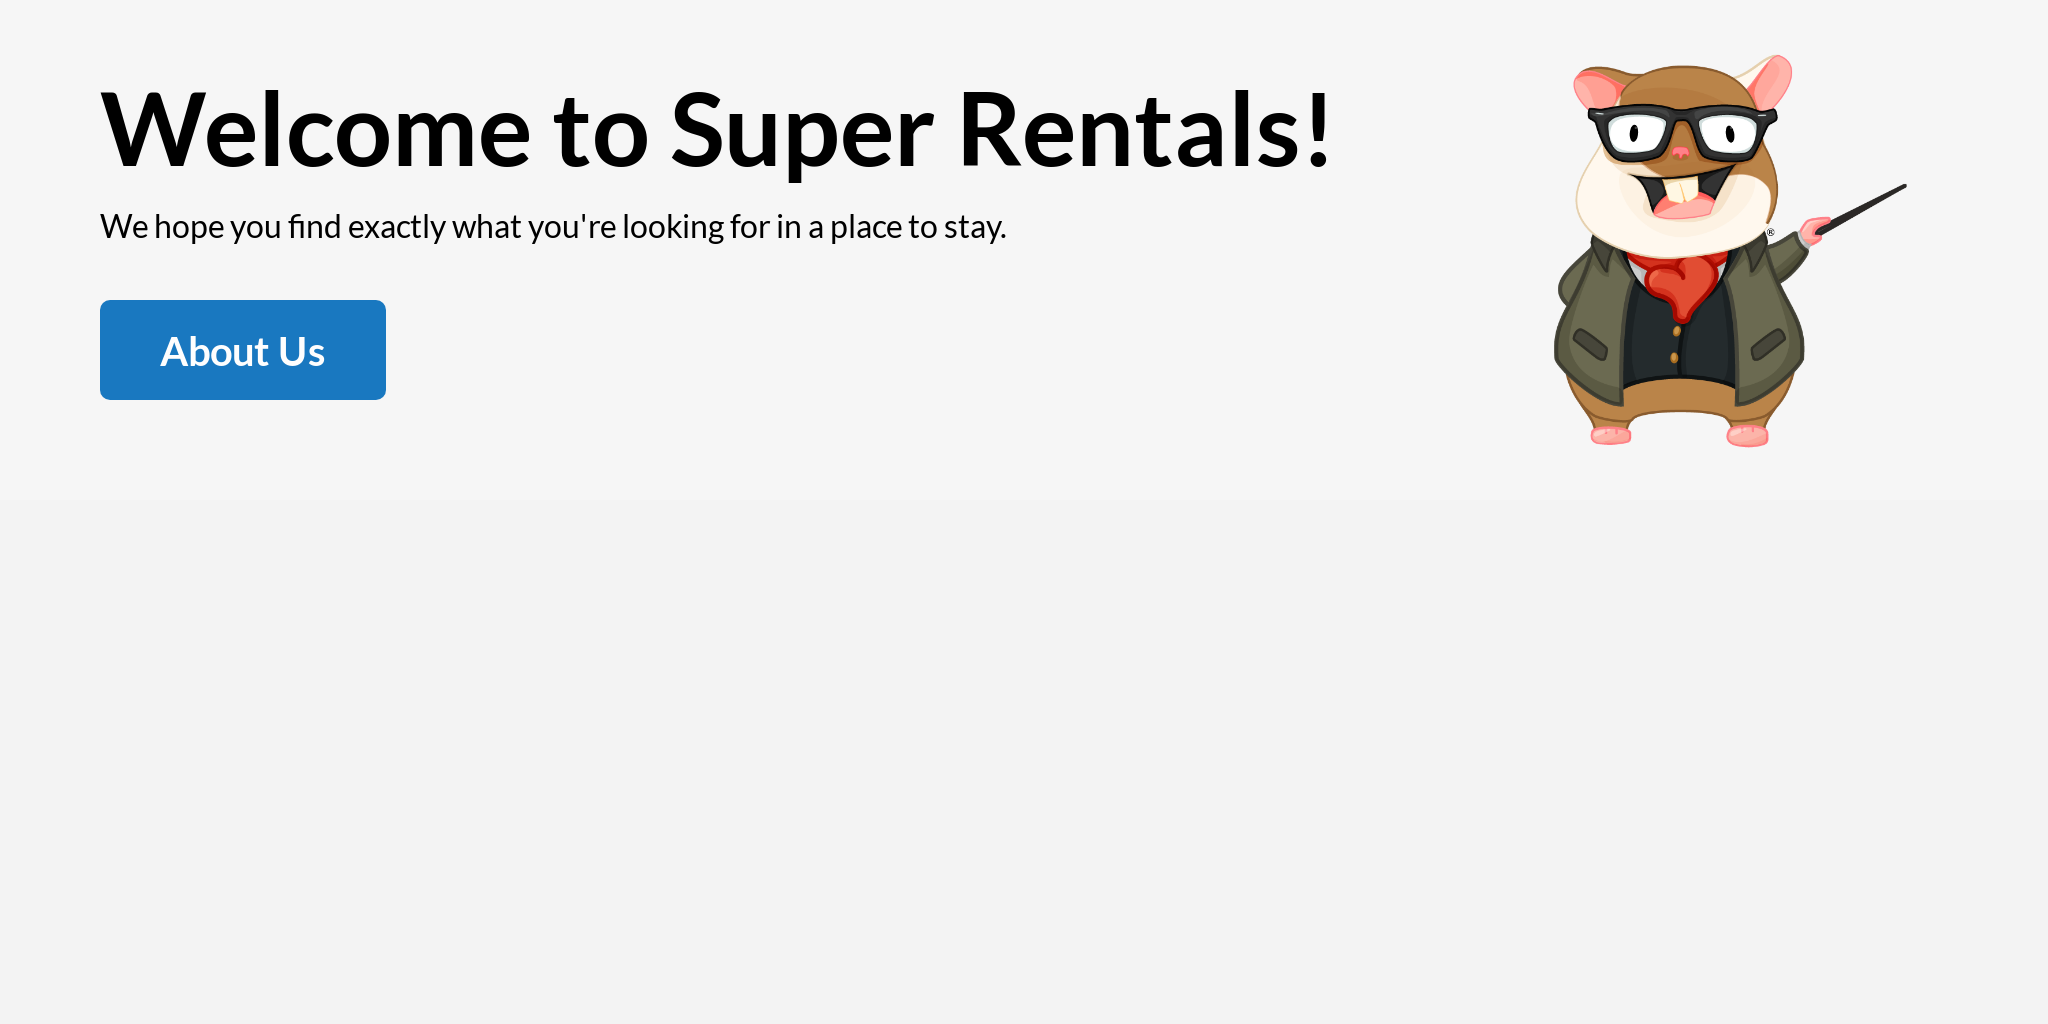 Welcome to Super Rentals!
We hope you find exactly what you're looking for in a place to stay.
About Us
®